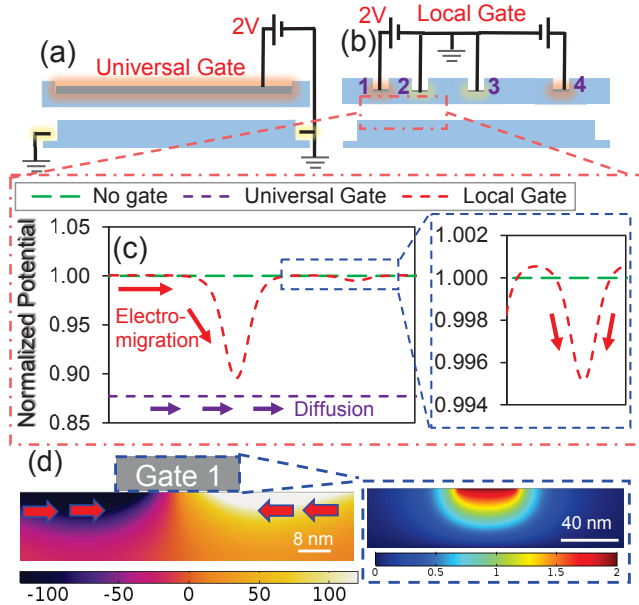 (a)
2V
Universal Gate
(b)
2V
Local Gate
1
2
3
4
No gate
Universal Gate
Local Gate
Normalized Potential
1.05
1.00
0.95
0.90
0.85
(c)
Electro-
migration
Diffusion
1.002
1.000
0.998
0.996
0.994
(d)
Gate 1
8 nm
-100
-50
0
50
100
40 nm
0
0.5
1
1.5
2